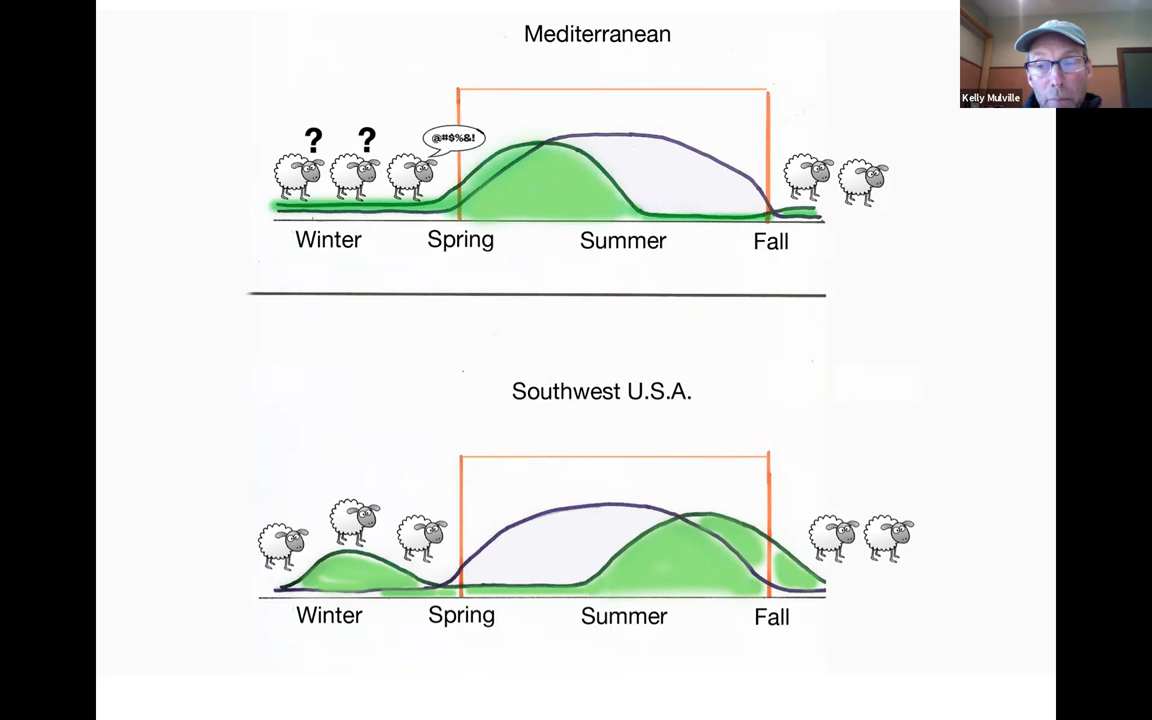 Mediterranean
Kelly Mulville
? ?
@#$%&!
Winter Spring Summer Fall
Southwest U.S.A.
Winter Spring Summer Fall